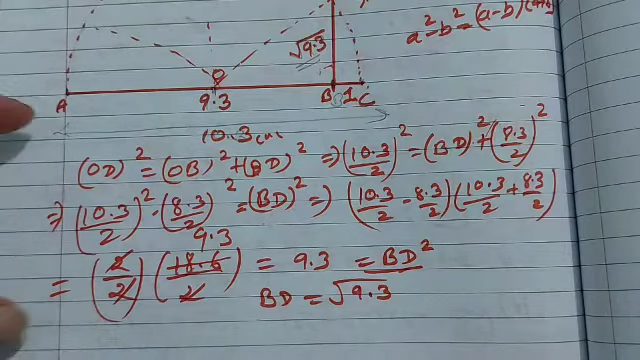 a² - b² = (a-b)
√9.3
O
A 9.3 B 1 C
10.3 cm
(OD)² = (OB)² + (BD)² ⇒ (10.3/2)² = (BD)² + (8.3/2)²
⇒ (10.3/2)² - (8.3/2)² = (BD)² ⇒ (10.3/2 - 8.3/2)(10.3/2 + 8.3/2)
9.3
= (2/2)(18.6/2) = 9.3 = BD²
BD = √9.3